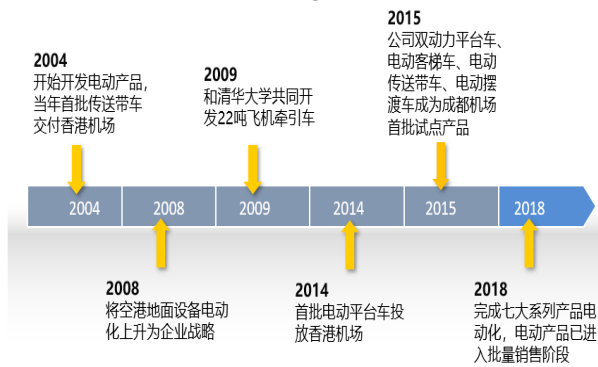 2004
开始开发电动产品，
当年首批传送带车
交付香港机场
2009
和清华大学共同开
发22吨飞机牵引车
2015
公司双动力平台车、
电动客梯车、电动
传送带车、电动摆
渡车成为成都机场
首批试点产品
2004
2008
2009
2014
2015
2018
2008
将空港地面设备电动
化上升为企业战略
2014
首批电动平台车投
放香港机场
2018
完成七大系列产品电
动化，电动产品已进
入批量销售阶段